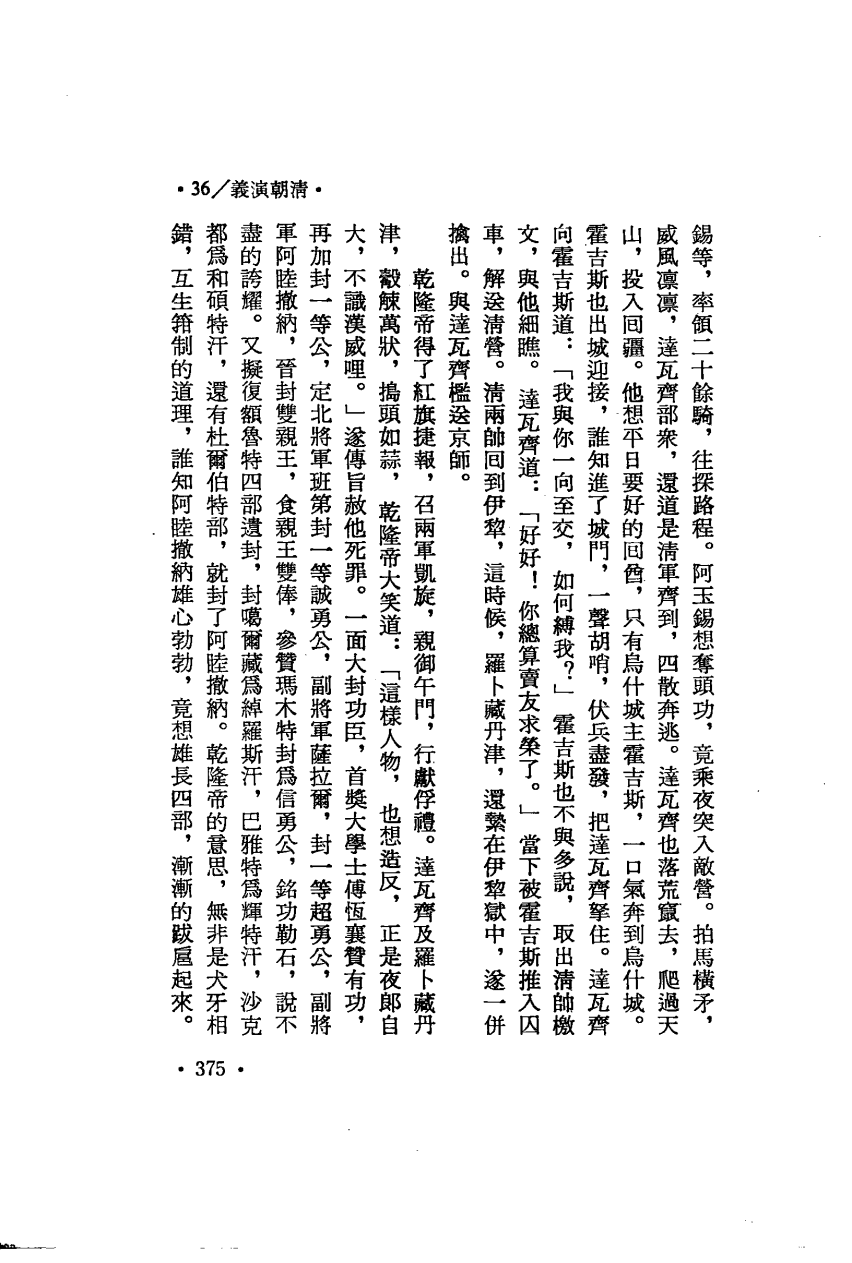 •36/義演朝清•
錫等，率領二十餘騎，往探路程。阿玉錫想奪頭功，竟乘夜突入敵營。拍馬橫矛，
威風凜凜，達瓦齊部衆，還道是清軍齊到，四散奔逃。達瓦齊也落荒竄去，爬過天
山，投入回疆。他想平日要好的回酋，只有烏什城主霍吉斯，一口氣奔到烏什城。
霍吉斯也出城迎接，誰知進了城門，一聲胡哨，伏兵盡發，把達瓦齊拏住。達瓦齊
向霍吉斯道：「我與你一向至交，如何縛我？」霍吉斯也不與多說，取出清帥檄
文，與他細瞧。達瓦齊道：「好好！你總算賣友求榮了。」當下被霍吉斯推入囚
車，解送清營。清兩帥回到伊犂，這時候，羅卜藏丹津，還縶在伊犂獄中，遂一併
擒出。與達瓦齊檻送京師。
乾隆帝得了紅旗捷報，召兩軍凱旋，親御午門，行獻俘禮。達瓦齊及羅卜藏丹
津，觳觫萬狀，搗頭如蒜，乾隆帝大笑道：「這樣人物，也想造反，正是夜郎自
大，不識漢威哩。」遂傳旨赦他死罪。一面大封功臣，首獎大學士傅恆襄贊有功，
再加封一等公，定北將軍班第封一等誠勇公，副將軍薩拉爾，封一等超勇公，副將
軍阿睦撤納，晉封雙親王，食親王雙俸，參贊瑪木特封爲信勇公，銘功勒石，說不
盡的誇耀。又擬復額魯特四部遺封，封噶爾藏爲綽羅斯汗，巴雅特爲輝特汗，沙克
都爲和碩特汗，還有杜爾伯特部，就封了阿睦撤納。乾隆帝的意思，無非是犬牙相
錯，互生箝制的道理，誰知阿睦撤納雄心勃勃，竟想雄長四部，漸漸的跋扈起來。
•375•